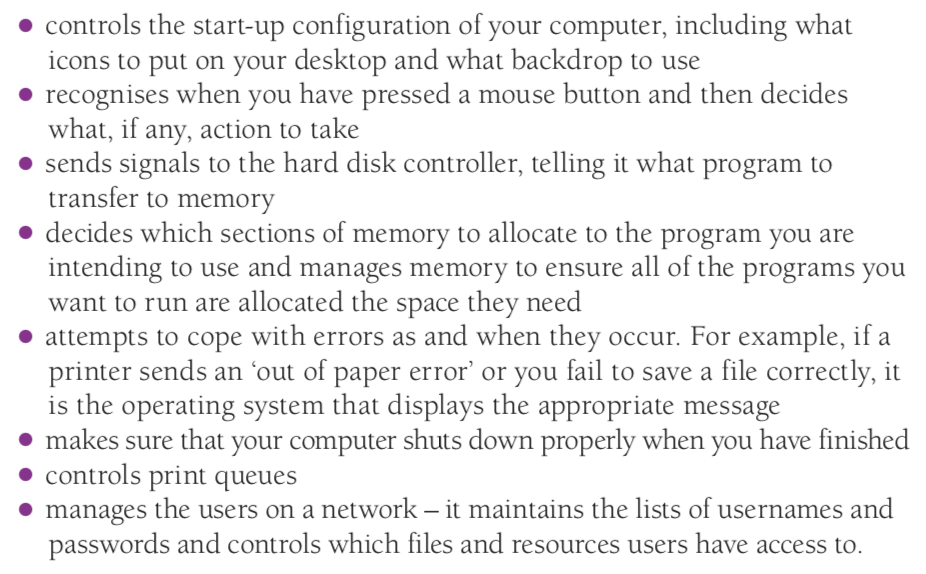 • controls the start-up configuration of your computer, including what
icons to put on your desktop and what backdrop to use
• recognises when you have pressed a mouse button and then decides
what, if any, action to take
• sends signals to the hard disk controller, telling it what program to
transfer to memory
• decides which sections of memory to allocate to the program you are
intending to use and manages memory to ensure all of the programs you
want to run are allocated the space they need
• attempts to cope with errors as and when they occur. For example, if a
printer sends an ‘out of paper error’ or you fail to save a file correctly, it
is the operating system that displays the appropriate message
• makes sure that your computer shuts down properly when you have finished
• controls print queues
• manages the users on a network – it maintains the lists of usernames and
passwords and controls which files and resources users have access to.